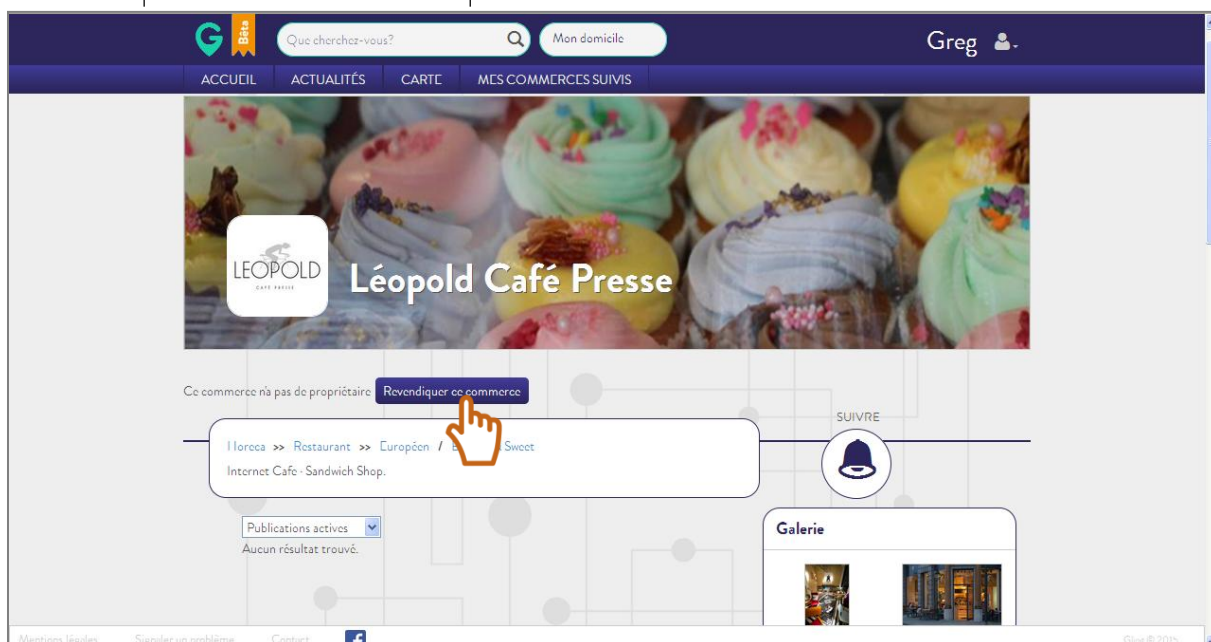 G Bêta Que cherchez-vous? Mon domicile Greg
ACCUEIL ACTUALITÉS CARTE MES COMMERCES SUIVIS
LEOPOLD
CAFÉ PRESSE
Léopold Café Presse
Ce commerce n'a pas de propriétaire Revendiquer ce commerce
SUIVRE
Horeca >> Restaurant >> Européen / Sweet
Internet Cafe · Sandwich Shop.
Publications actives
Aucun résultat trouvé.
Galerie
Mentions légales Signaler un problème Contact f